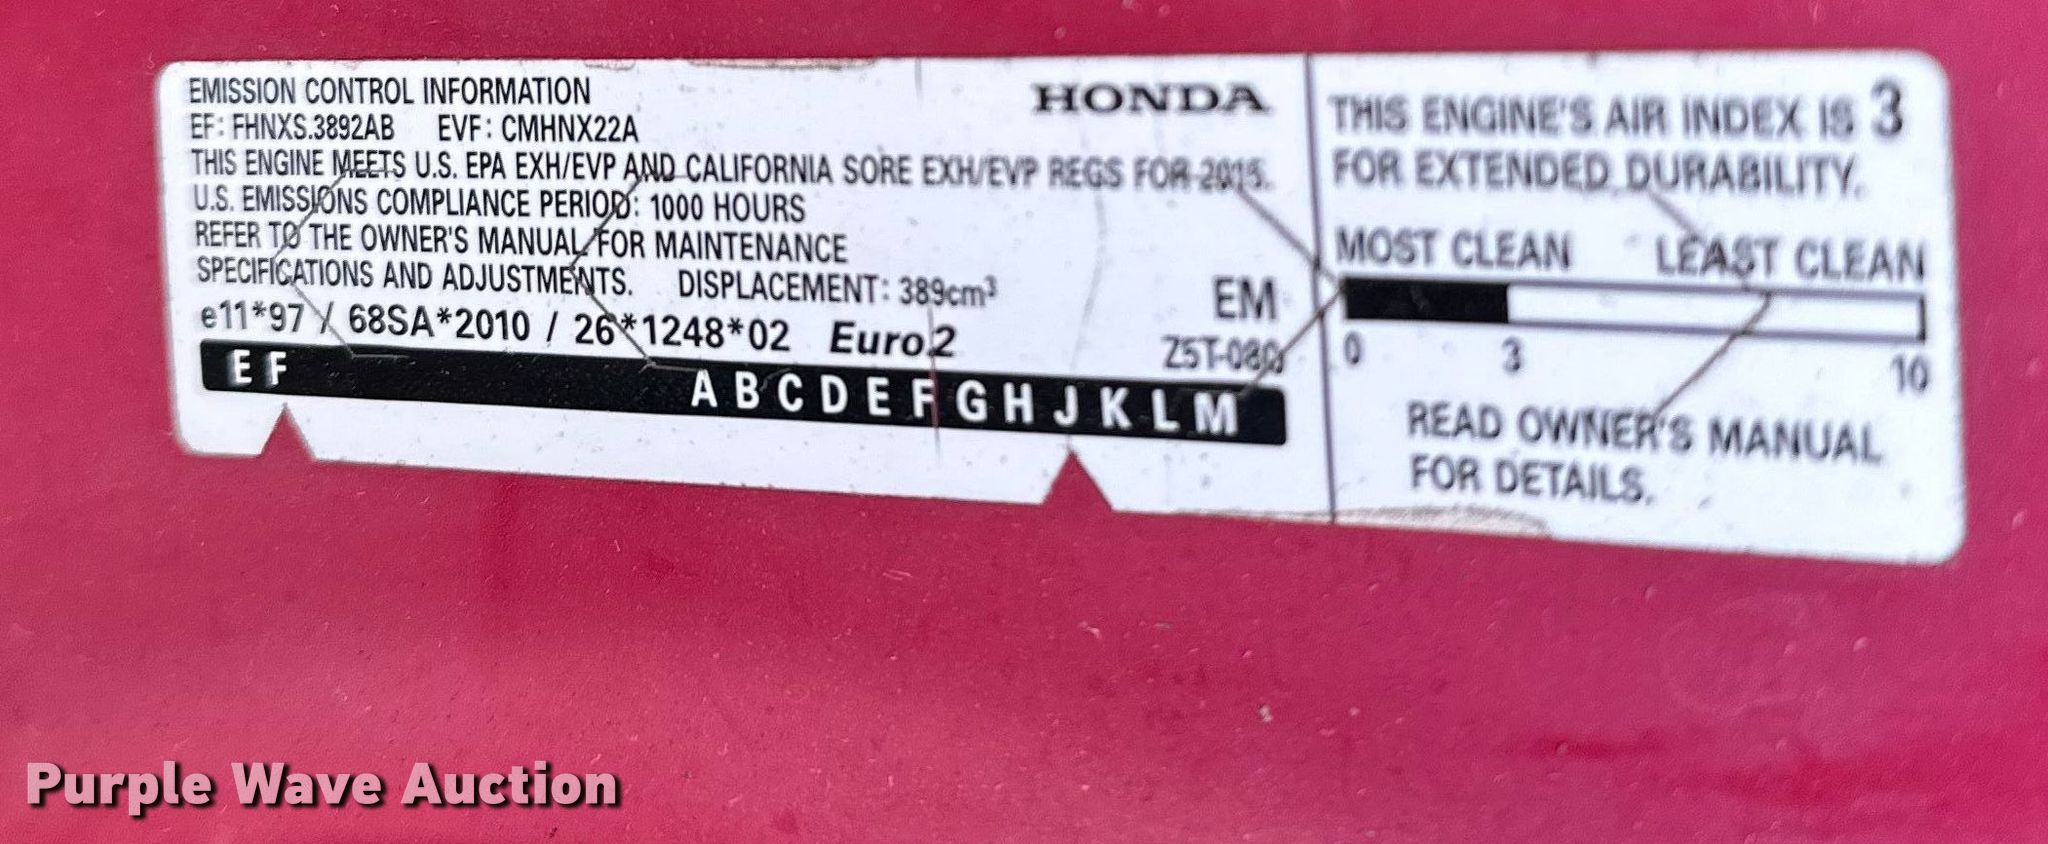 EMISSION CONTROL INFORMATION
HONDA
EF: FHNXS.3892AB EVF: CMHNX22A
THIS ENGINE MEETS U.S. EPA EXH/EVP AND CALIFORNIA SORE EXH/EVP REGS FOR 2015.
U.S. EMISSIONS COMPLIANCE PERIOD: 1000 HOURS
REFER TO THE OWNER'S MANUAL FOR MAINTENANCE
SPECIFICATIONS AND ADJUSTMENTS. DISPLACEMENT: 389cm³
EM
e11*97 / 68SA*2010 / 26*1248*02 Euro2
Z5T-080
E F A B C D E F G H J K L M
THIS ENGINE'S AIR INDEX IS 3
FOR EXTENDED DURABILITY.
MOST CLEAN LEAST CLEAN
0 3 10
READ OWNER'S MANUAL
FOR DETAILS.
Purple Wave Auction